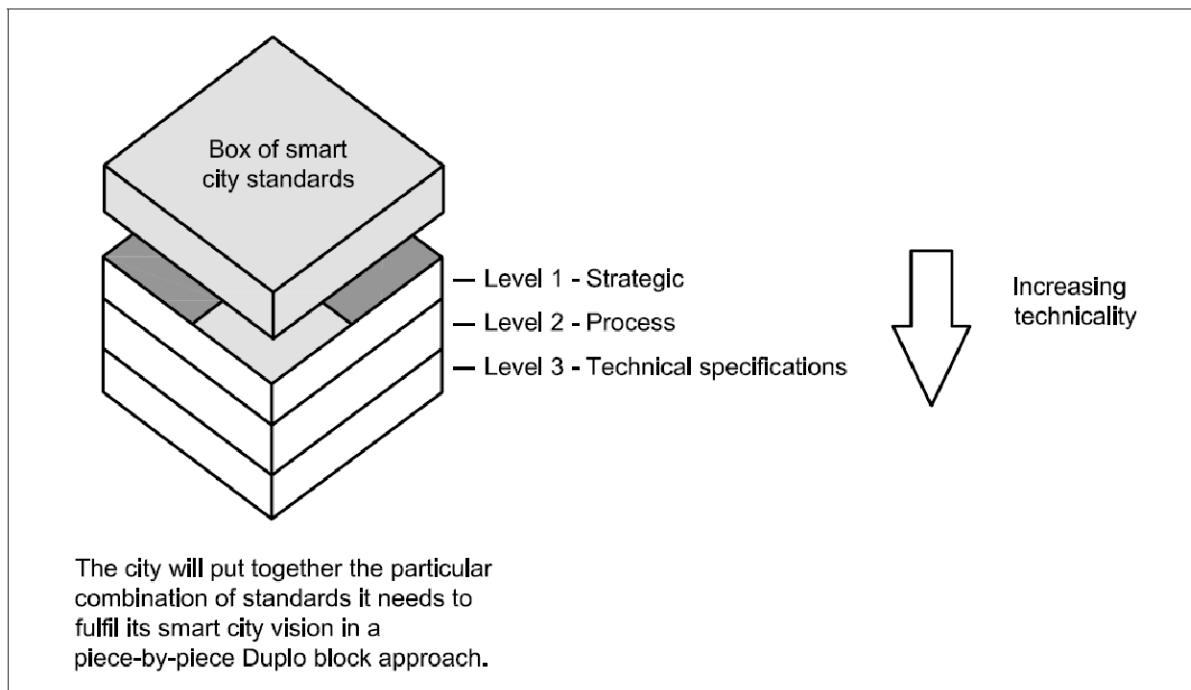 Box of smart
city standards
Level 1 - Strategic
Level 2 - Process
Level 3 - Technical specifications
Increasing
technicality
The city will put together the particular
combination of standards it needs to
fulfil its smart city vision in a
piece-by-piece Duplo block approach.